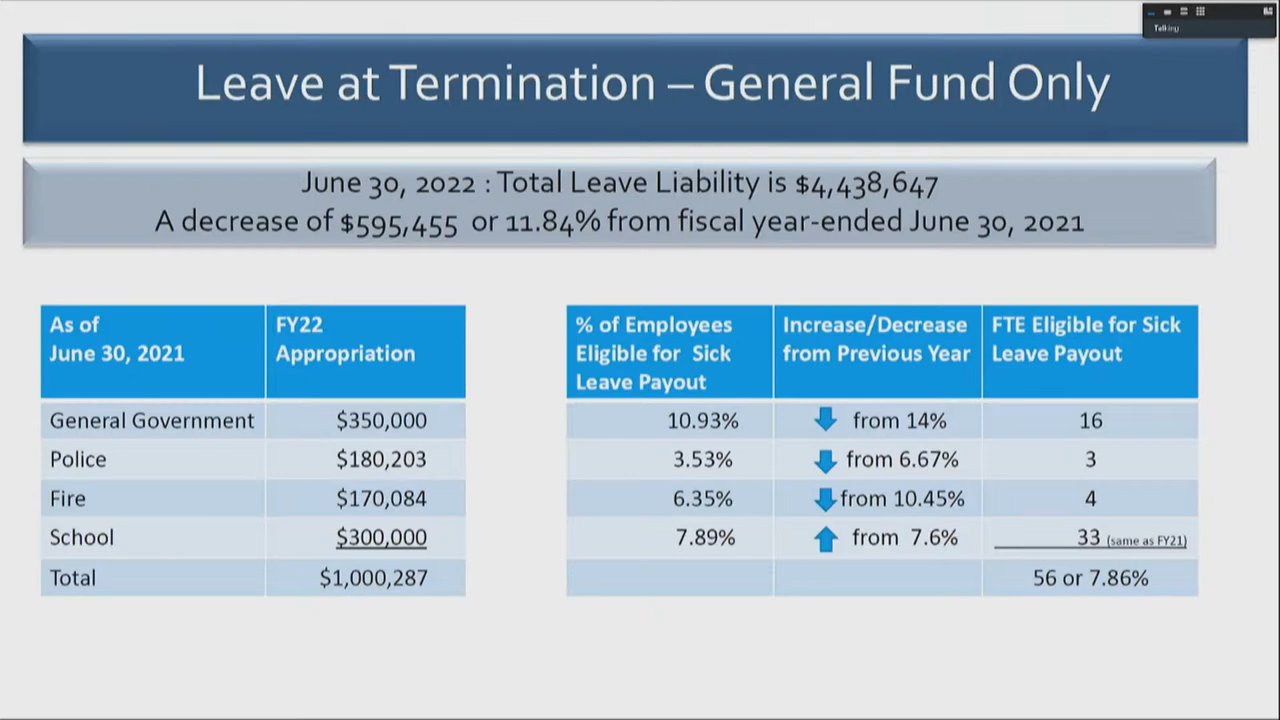 Talking
Leave at Termination – General Fund Only
June 30, 2022 : Total Leave Liability is $4,438,647
A decrease of $595,455 or 11.84% from fiscal year-ended June 30, 2021
As of
June 30, 2021
FY22
Appropriation
General Government $350,000
Police $180,203
Fire $170,084
School $300,000
Total $1,000,287
% of Employees
Eligible for Sick
Leave Payout
Increase/Decrease
from Previous Year
FTE Eligible for Sick
Leave Payout
10.93% from 14% 16
3.53% from 6.67% 3
6.35% from 10.45% 4
7.89% from 7.6% 33 (same as FY21)
56 or 7.86%